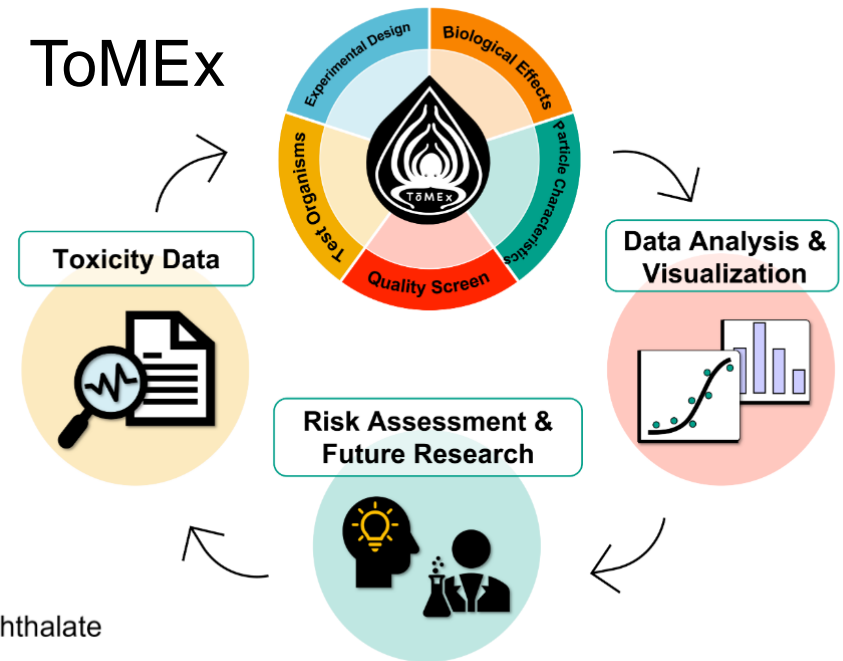 ToMEx
Experimental Design
Biological Effects
Particle Characteristics
Quality Screen
Test Organisms
TōMEx
Toxicity Data
Data Analysis &
Visualization
Risk Assessment &
Future Research
hthalate